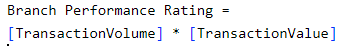 Branch Performance Rating =
[TransactionVolume] * [TransactionValue]